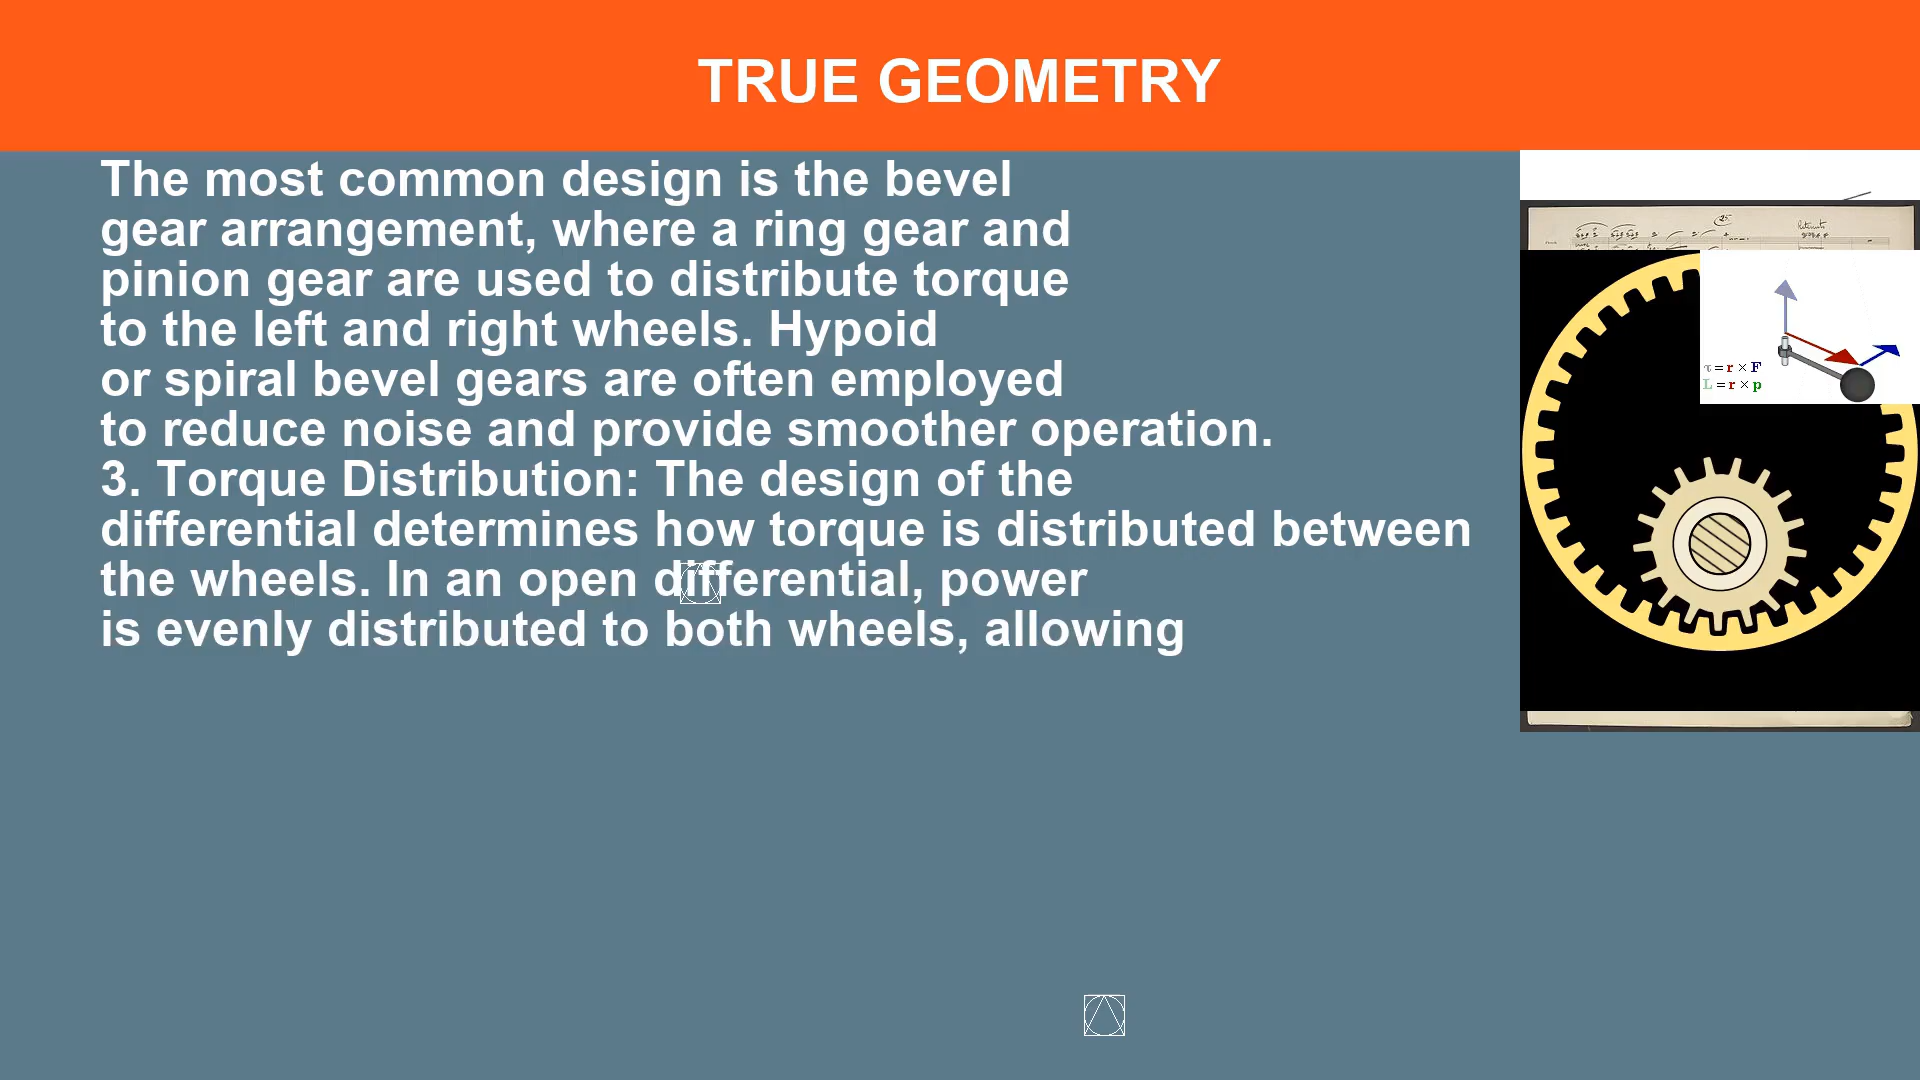 TRUE GEOMETRY
The most common design is the bevel
gear arrangement, where a ring gear and
pinion gear are used to distribute torque
to the left and right wheels. Hypoid
or spiral bevel gears are often employed
to reduce noise and provide smoother operation.
3. Torque Distribution: The design of the
differential determines how torque is distributed between
the wheels. In an open differential, power
is evenly distributed to both wheels, allowing
τ = r × F
L = r × p